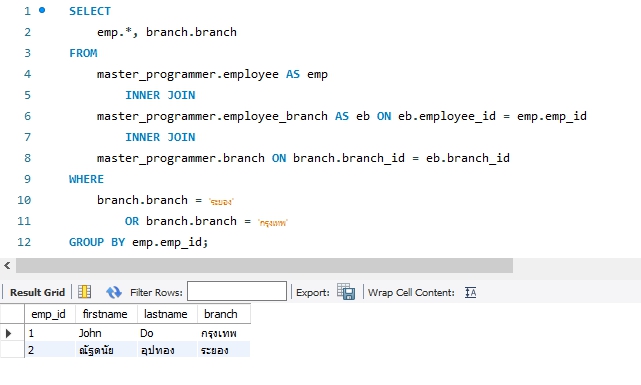 1 SELECT
2 emp.*, branch.branch
3 FROM
4 master_programmer.employee AS emp
5 INNER JOIN
6 master_programmer.employee_branch AS eb ON eb.employee_id = emp.emp_id
7 INNER JOIN
8 master_programmer.branch ON branch.branch_id = eb.branch_id
9 WHERE
10 branch.branch = 'ระยอง'
11 OR branch.branch = 'กรุงเทพ'
12 GROUP BY emp.emp_id;
Result Grid Filter Rows: Export: Wrap Cell Content: IA
emp_id firstname lastname branch
1 John Do กรุงเทพ
2 ณัฐดนัย อุปทอง ระยอง